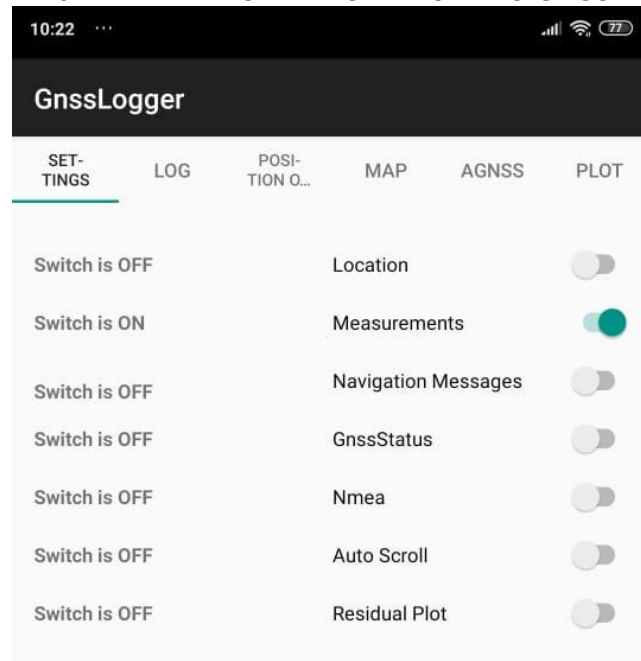 10:22 ...
77
GnssLogger
SET-
TINGS
LOG
POSI-
TION O...
MAP
AGNSS
PLOT
Switch is OFF Location
Switch is ON Measurements
Switch is OFF Navigation Messages
Switch is OFF GnssStatus
Switch is OFF Nmea
Switch is OFF Auto Scroll
Switch is OFF Residual Plot